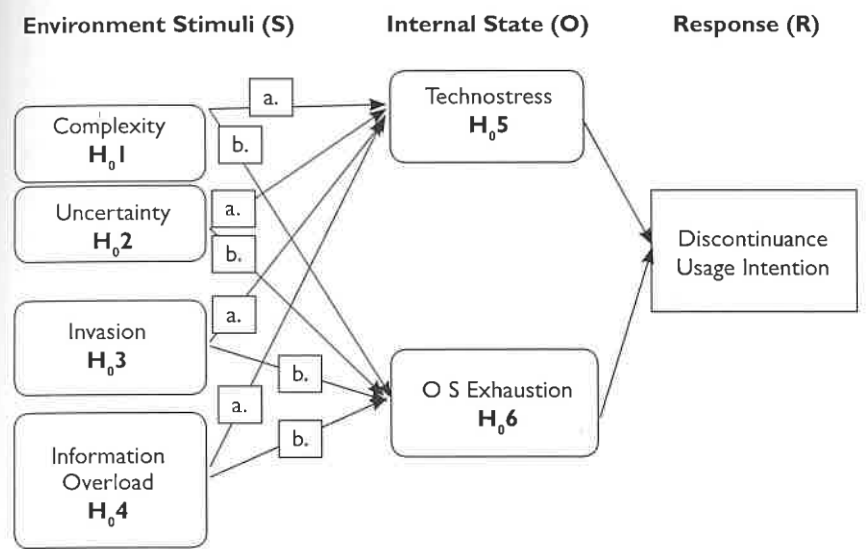 Environment Stimuli (S)
Internal State (O)
Response (R)
Complexity
H₀1
Uncertainty
H₀2
Invasion
H₀3
Information
Overload
H₀4
a.
b.
a.
b.
a.
b.
a.
b.
Technostress
H₀5
O S Exhaustion
H₀6
Discontinuance
Usage Intention